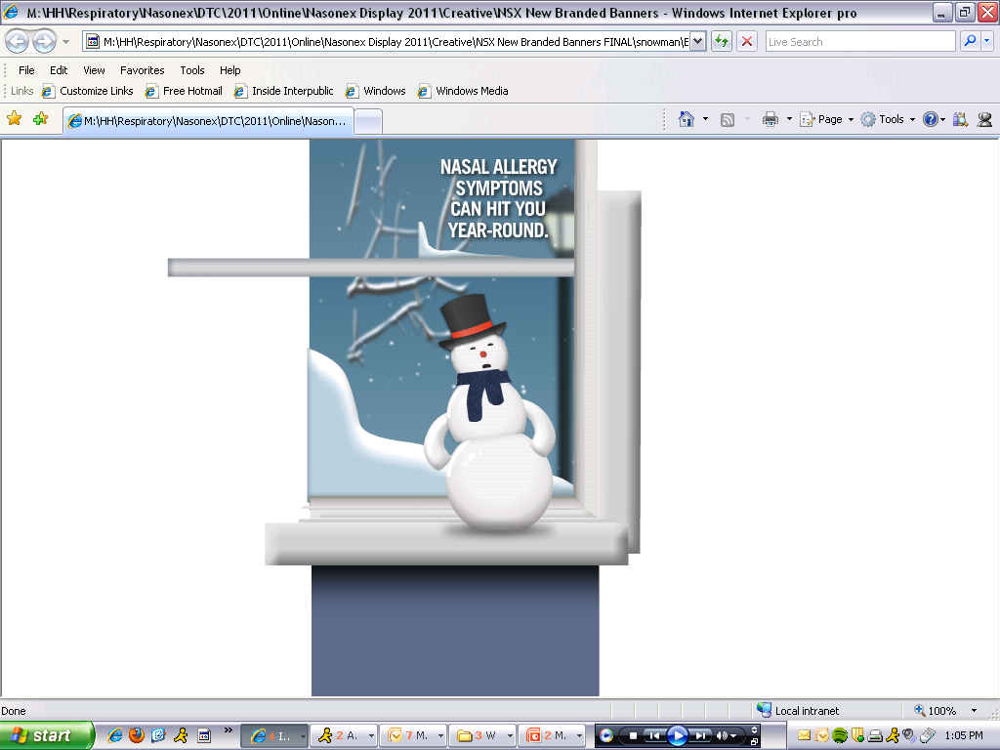 M:\HH\Respiratory\Nasonex\DTC\2011\Online\Nasonex Display 2011\Creative\NSX New Branded Banners - Windows Internet Explorer pro
M:\HH\Respiratory\Nasonex\DTC\2011\Online\Nasonex Display 2011\Creative\NSX New Branded Banners FINAL\snowman\E
Live Search
File Edit View Favorites Tools Help
Links Customize Links Free Hotmail Inside Interpublic Windows Windows Media
M:\HH\Respiratory\Nasonex\DTC\2011\Online\Nason...
Page Tools
NASAL ALLERGY
SYMPTOMS
CAN HIT YOU
YEAR-ROUND.
Done Local intranet 100%
start I.. 2 A. 7 M. 3 W 2 M. 1:05 PM